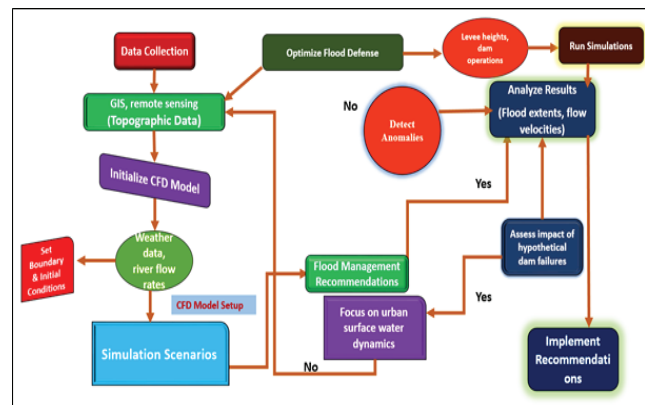 Data Collection
Optimize Flood Defense
Levee heights,
dam
operations
Run Simulations
GIS, remote sensing
(Topographic Data)
No
Detect
Anomalies
Analyze Results
(Flood extents, flow
velocities)
Initialize CFD Model
Yes
Set
Boundary
& Initial
Conditions
Weather
data,
river flow
rates
Flood Management
Recommendations
Assess impact of
hypothetical
dam failures
CFD Model Setup
Yes
Focus on urban
surface water
dynamics
Simulation Scenarios
No
Implement
Recommendati
ons